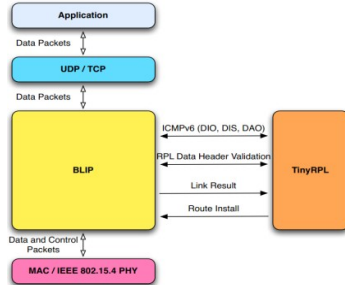 Application
Data Packets
UDP / TCP
Data Packets
BLIP
ICMPv6 (DIO, DIS, DAO)
RPL Data Header Validation
Link Result
Route Install
TinyRPL
Data and Control
Packets
MAC / IEEE 802.15.4 PHY